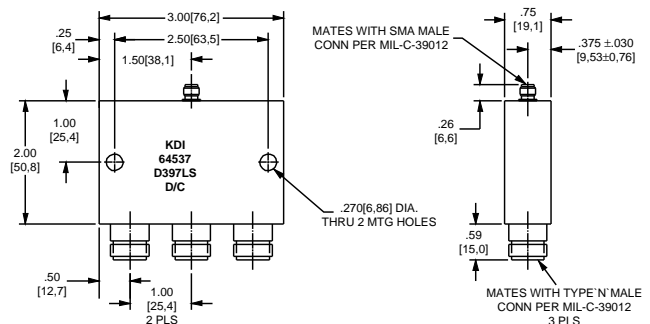 3.00[76,2]
.25
[6,4]
2.50[63,5]
1.50[38,1]
MATES WITH SMA MALE
CONN PER MIL-C-39012
.75
[19,1]
.375 ±.030
[9,53±0,76]
1.00
[25,4]
2.00
[50,8]
KDI
64537
D397LS
D/C
.26
[6,6]
.270[6,86] DIA.
THRU 2 MTG HOLES
.59
[15,0]
.50
[12,7]
1.00
[25,4]
2 PLS
MATES WITH TYPE`N`MALE
CONN PER MIL-C-39012
3 PLS